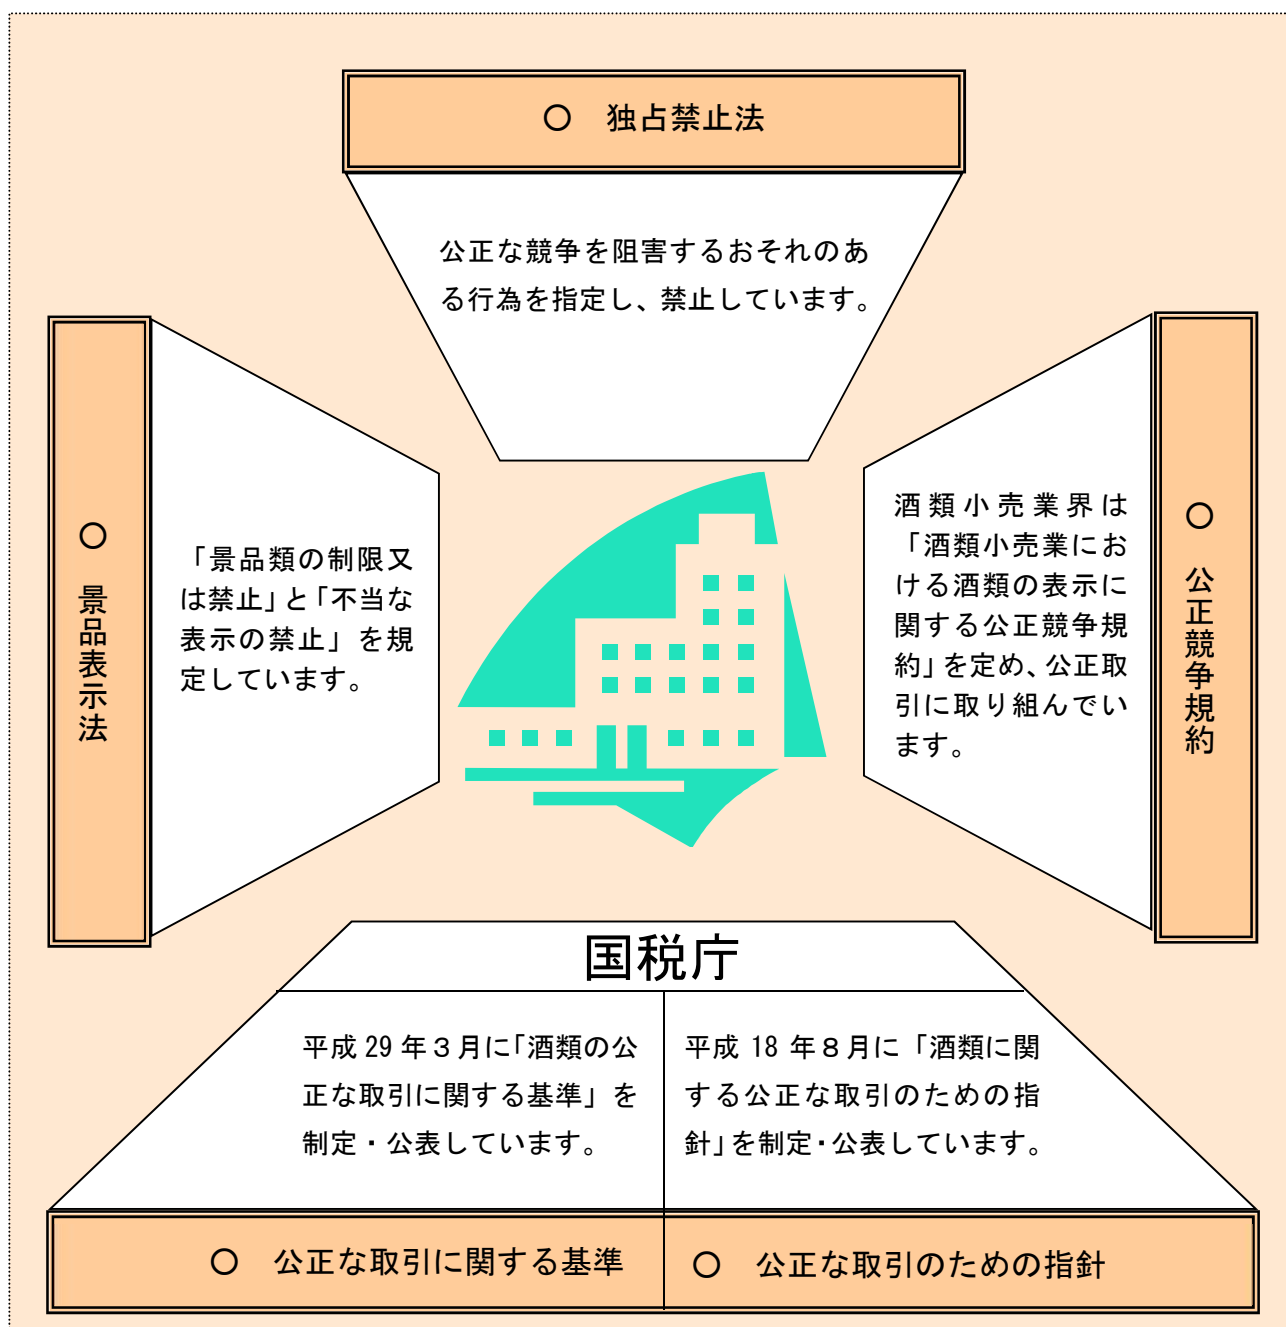 ○ 独占禁止法
公正な競争を阻害するおそれのあ
る行為を指定し、禁止しています。
○ 景品表示法
「景品類の制限又
は禁止」と「不当な
表示の禁止」を規
定しています。
酒類小売業界は
「酒類小売業にお
ける酒類の表示に
関する公正競争規
約」を定め、公正取
引に取り組んでい
ます。
○ 公正競争規約
国税庁
平成 29 年３月に「酒類の公
正な取引に関する基準」を
制定・公表しています。
平成 18 年８月に「酒類に関
する公正な取引のための指
針」を制定・公表しています。
○ 公正な取引に関する基準
○ 公正な取引のための指針